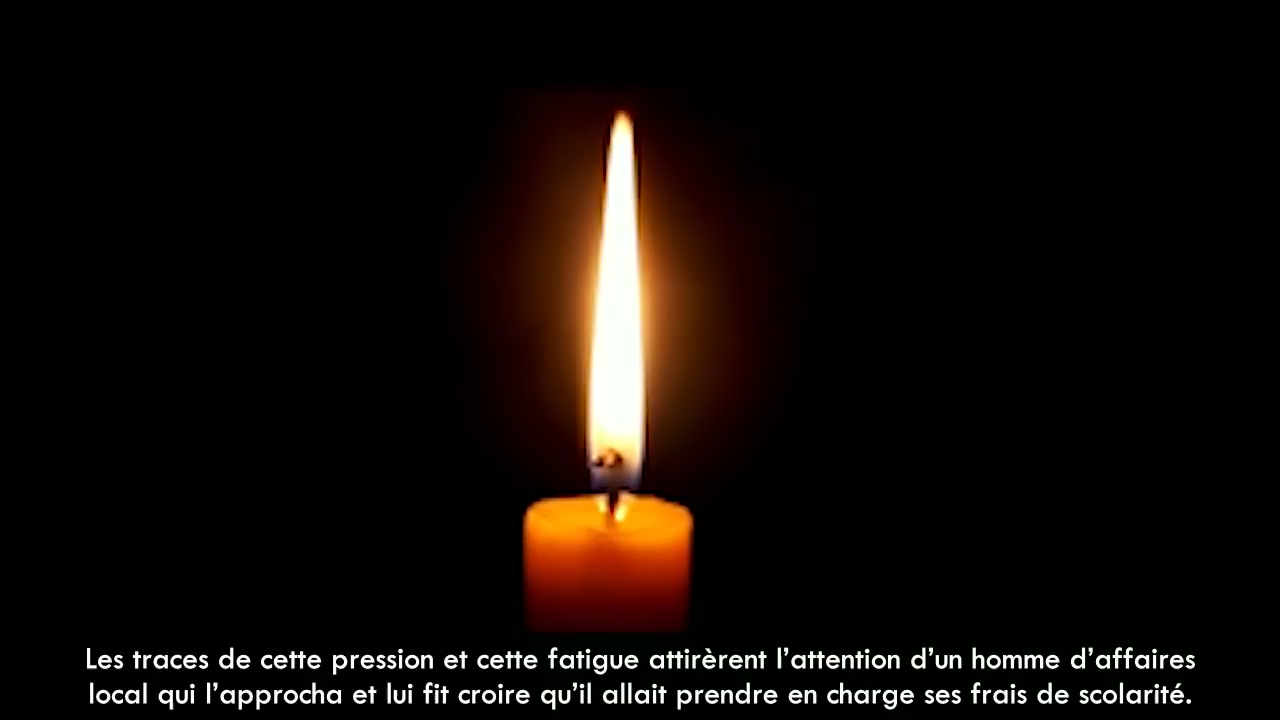 Les traces de cette pression et cette fatigue attirèrent l’attention d’un homme d’affaires
local qui l’approcha et lui fit croire qu’il allait prendre en charge ses frais de scolarité.